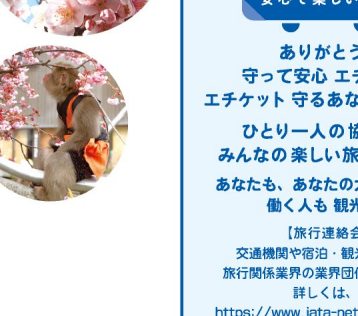 安心で楽しい
ありがとう
守って安心 エチ
エチケット 守るあな
ひとり一人の協
みんなの楽しい旅
あなたも、あなたの大
働く人も 観光
【旅行連絡会
交通機関や宿泊・観光
旅行関係業界の業界団体
詳しくは、
https://www.jata-net